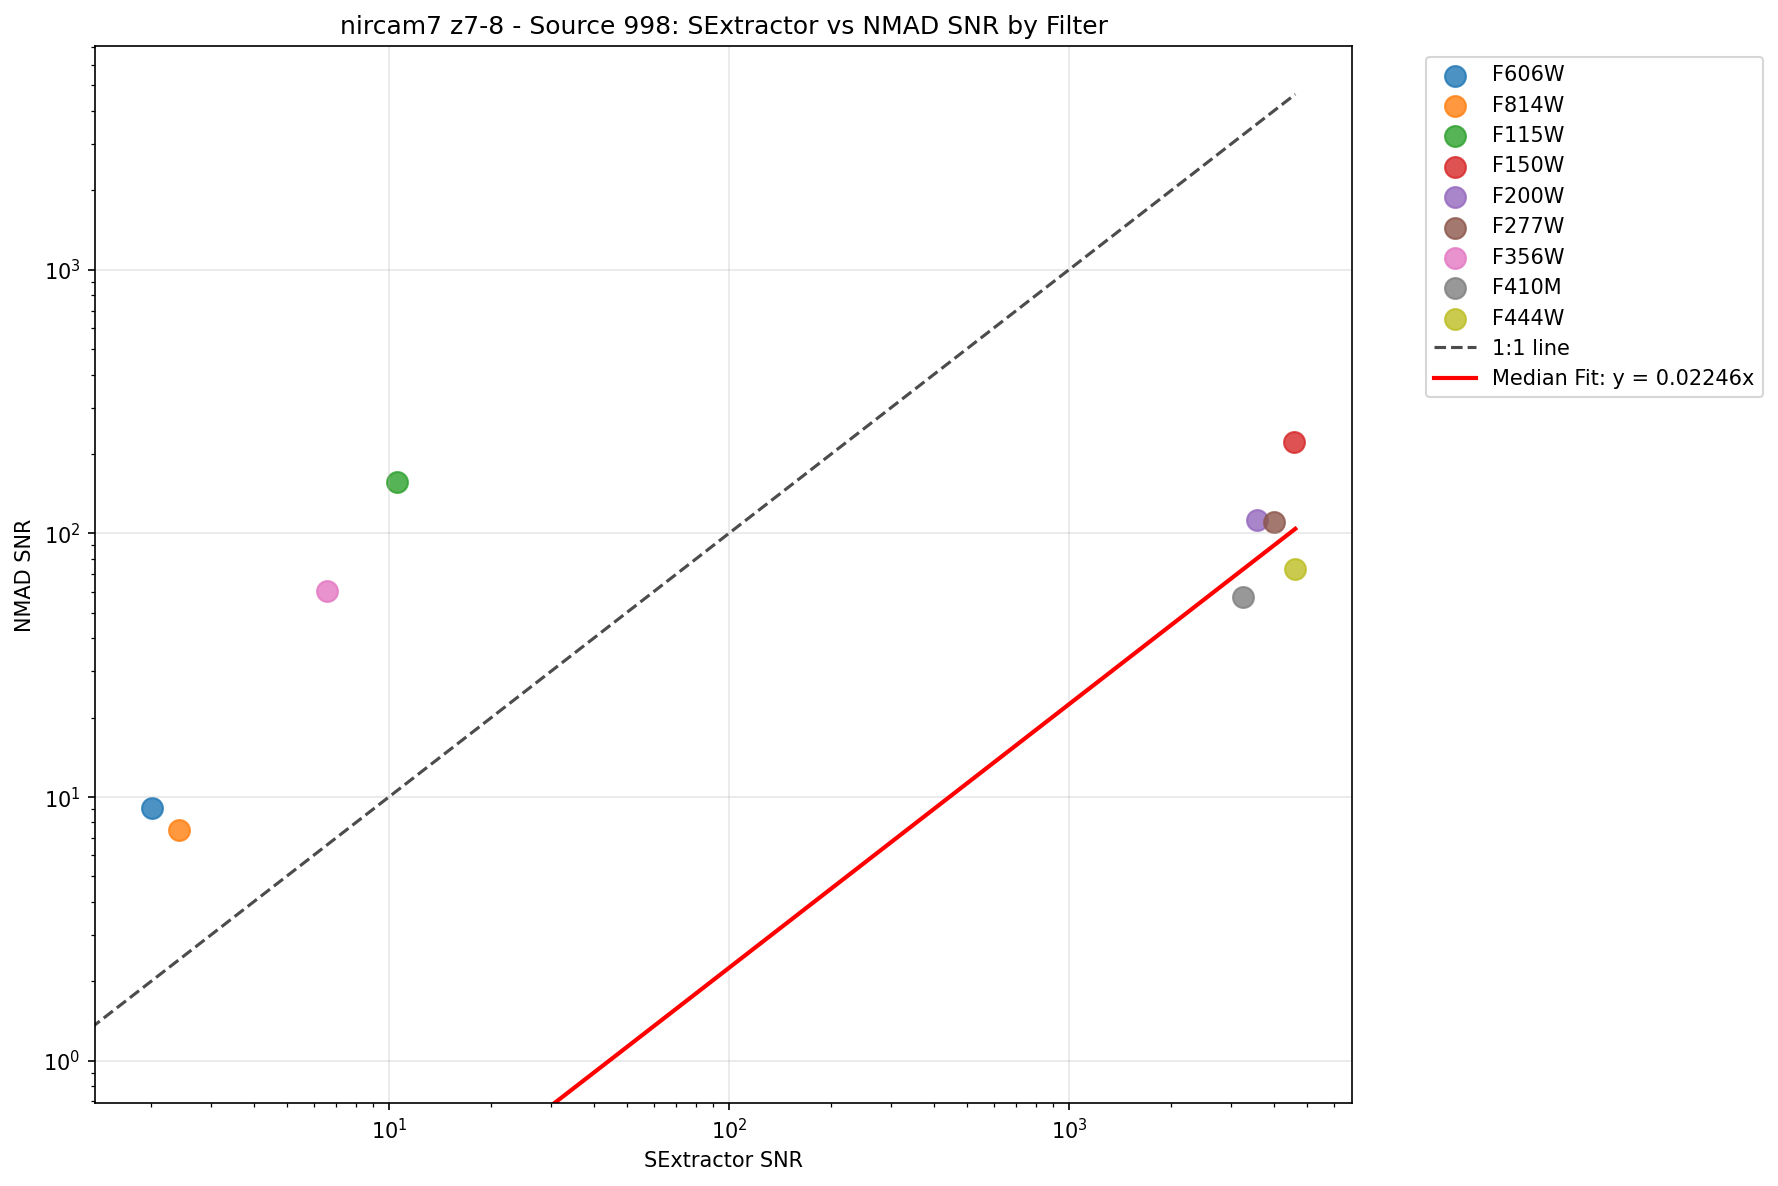 nircam7 z7-8 - Source 998: SExtractor vs NMAD SNR by Filter
F606W
F814W
F115W
F150W
F200W
F277W
F356W
F410M
F444W
1:1 line
Median Fit: y = 0.02246x
NMAD SNR
10³
10²
10¹
10⁰
10¹ 10² 10³
SExtractor SNR